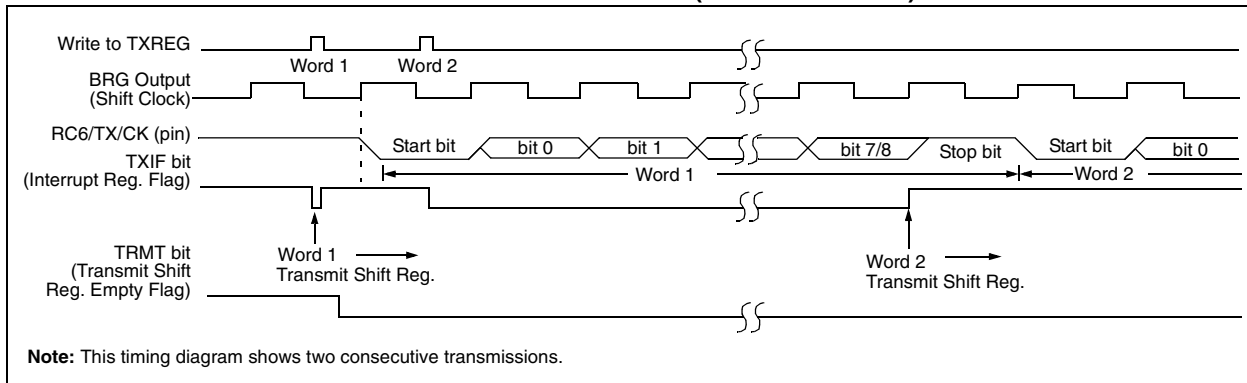 Write to TXREG
Word 1
Word 2
BRG Output
(Shift Clock)
RC6/TX/CK (pin)
Start bit
bit 0
bit 1
bit 7/8
Stop bit
Start bit
bit 0
Word 1
Word 2
TXIF bit
(Interrupt Reg. Flag)
Word 1
Transmit Shift Reg.
Word 2
Transmit Shift Reg.
TRMT bit
(Transmit Shift
Reg. Empty Flag)
Note: This timing diagram shows two consecutive transmissions.